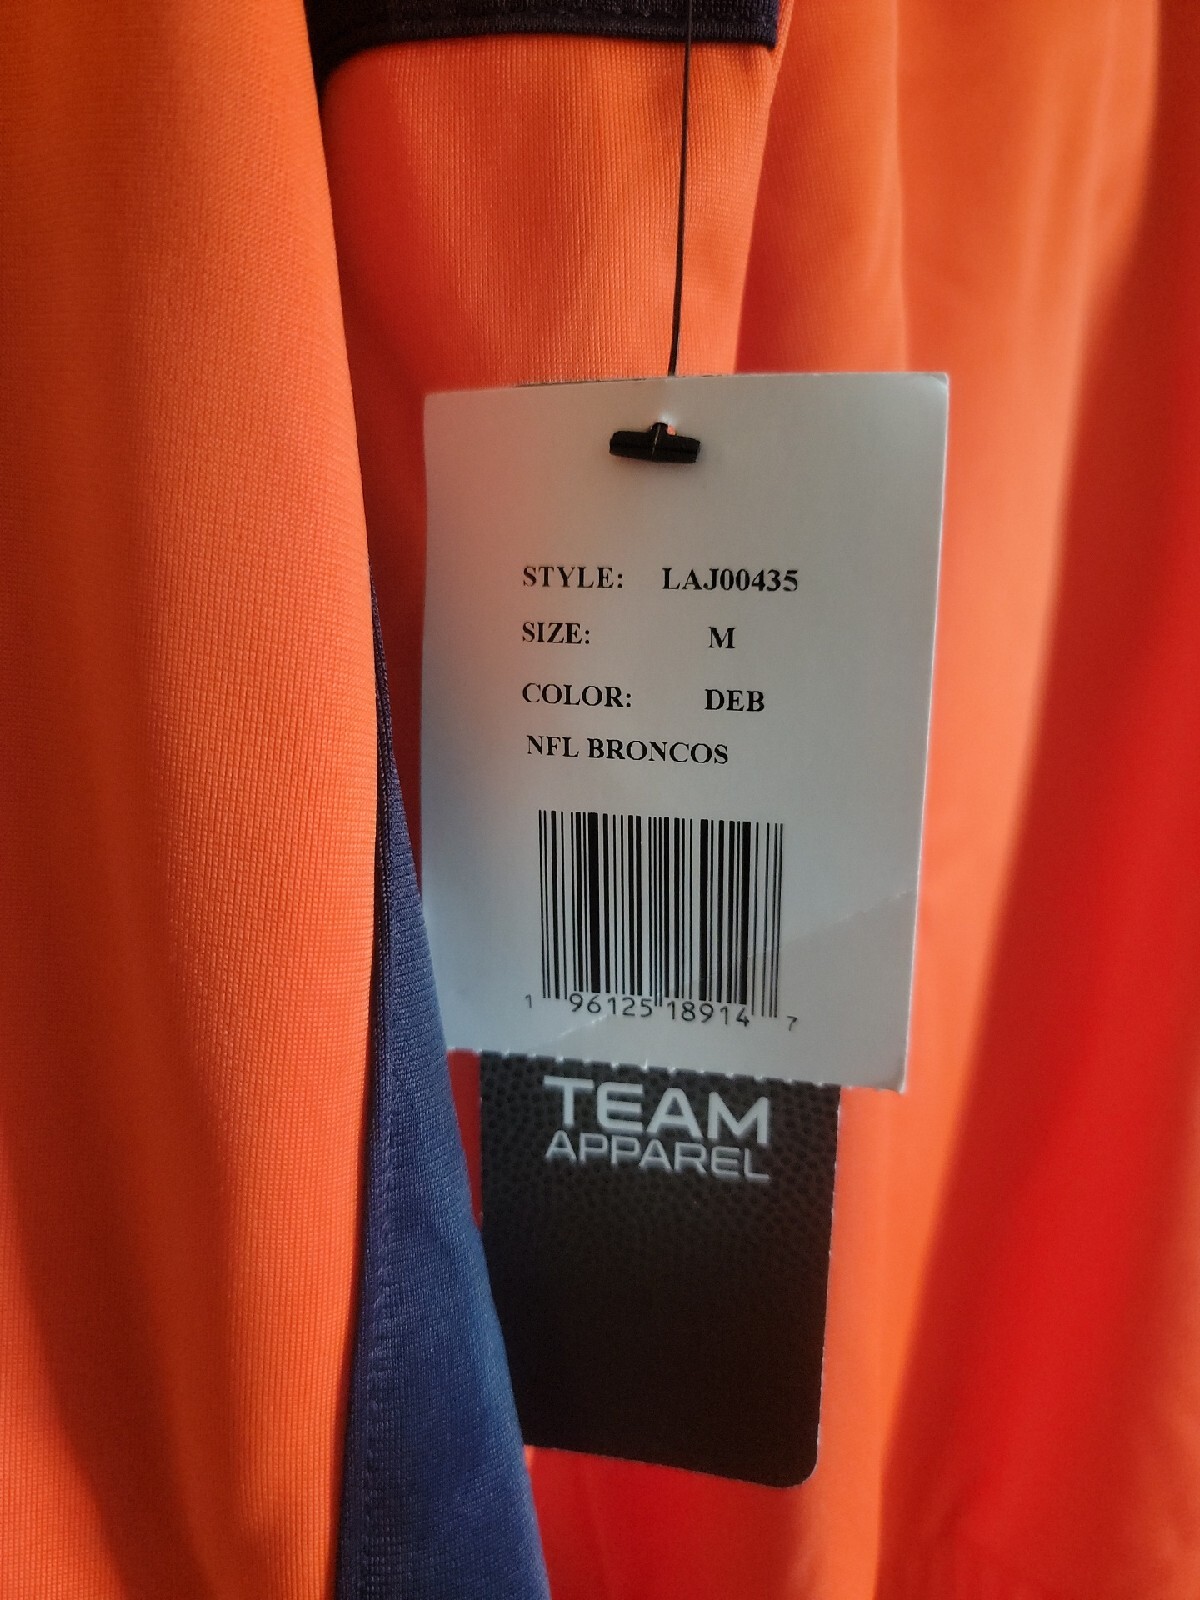 STYLE: LAJ00435
SIZE: M
COLOR: DEB
NFL BRONCOS
1 96125 18914 7
TEAM
APPAREL